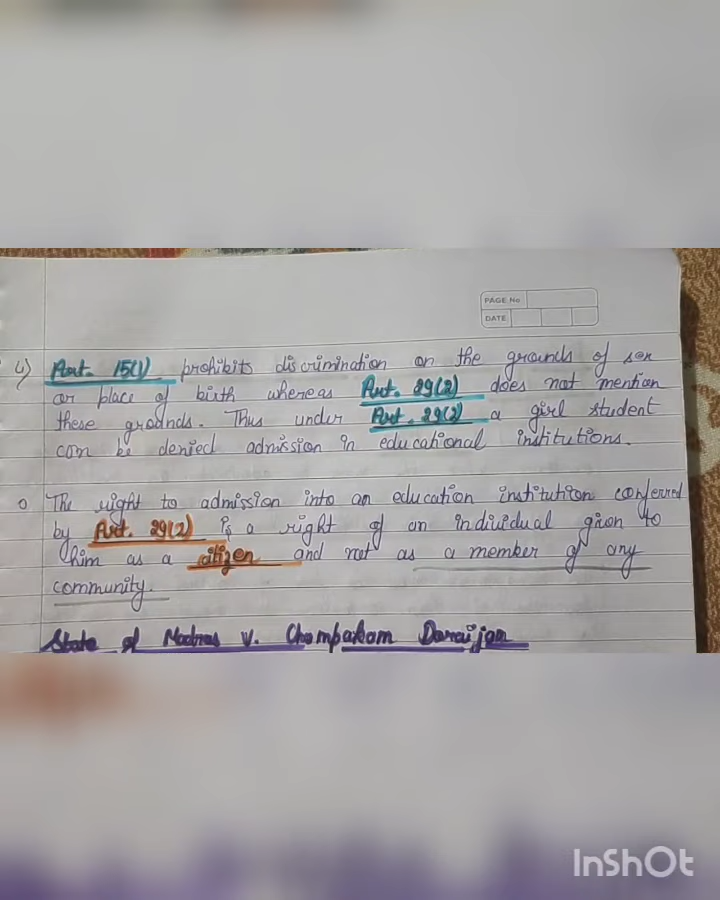 PAGE No
DATE
4) Art. 15(1) prohibits discrimination on the grounds of sex
or place of birth whereas Art. 29(2) does not mention
these grounds. Thus under Art. 29(2) a girl student
can be denied admission in educational institutions.
o The right to admission into an education institution conferred
by Art. 29(2) is a right of an individual given to
him as a citizen and not as a member of any
community.
State of Madras v. Champakam Doraijan
InShOt